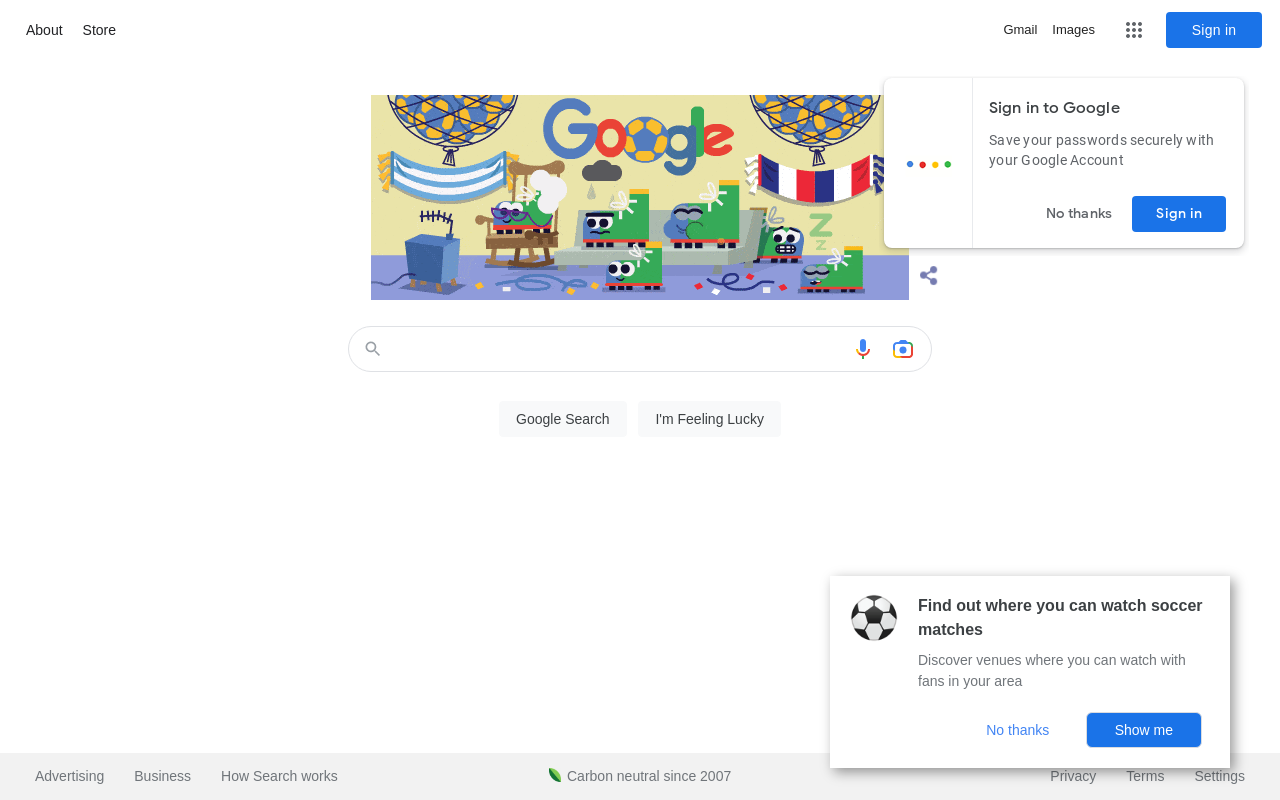 About
Store
Gmail
Images
Sign in
Google
Z
Z
Sign in to Google
Save your passwords securely with
your Google Account
No thanks
Sign in
Google Search
I'm Feeling Lucky
Find out where you can watch soccer
matches
Discover venues where you can watch with
fans in your area
No thanks
Show me
Advertising
Business
How Search works
Carbon neutral since 2007
Privacy
Terms
Settings